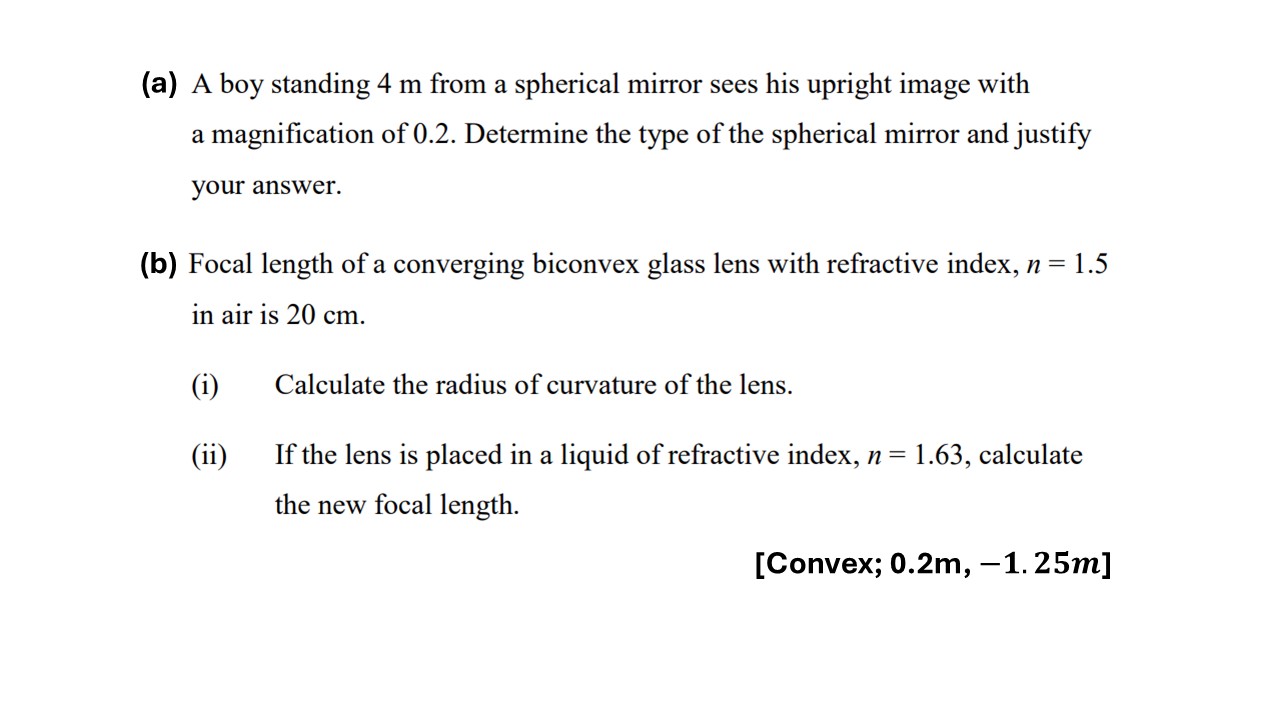 (a) A boy standing 4 m from a spherical mirror sees his upright image with
a magnification of 0.2. Determine the type of the spherical mirror and justify
your answer.
(b) Focal length of a converging biconvex glass lens with refractive index, n = 1.5
in air is 20 cm.
(i) Calculate the radius of curvature of the lens.
(ii) If the lens is placed in a liquid of refractive index, n = 1.63, calculate
the new focal length.
[Convex; 0.2m, −1.25m]